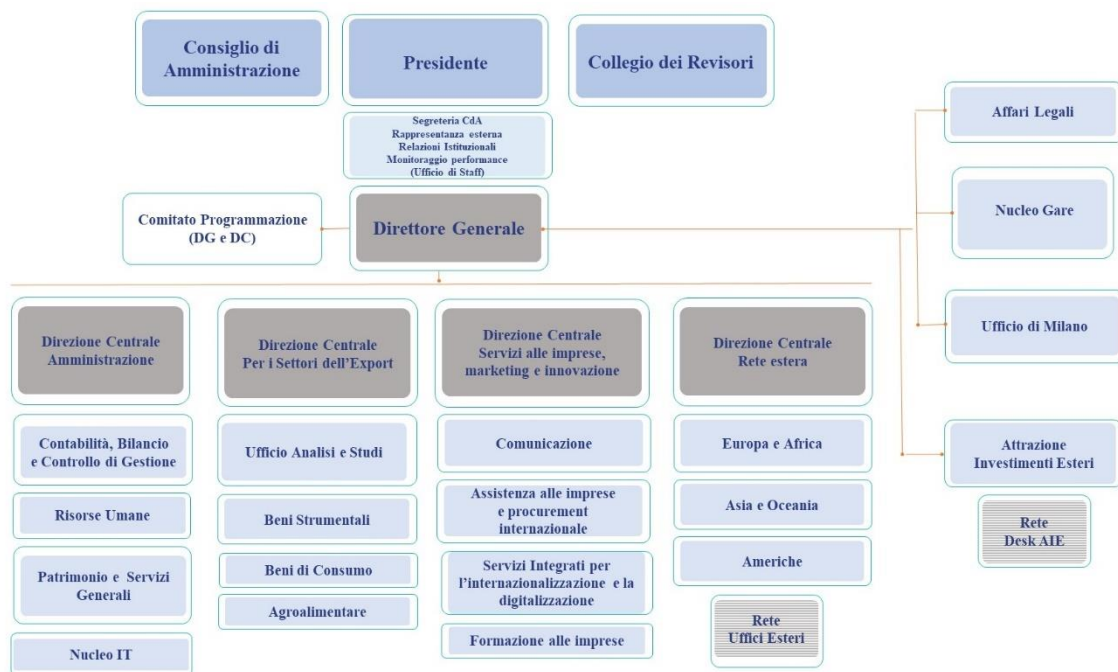 Consiglio di
Amministrazione
Presidente
Collegio dei Revisori
Segreteria CdA
Rappresentanza esterna
Relazioni Istituzionali
Monitoraggio performance
(Ufficio di Staff)
Comitato Programmazione
(DG e DC)
Direttore Generale
Affari Legali
Nucleo Gare
Ufficio di Milano
Attrazione
Investimenti Esteri
Rete
Desk AIE
Direzione Centrale
Amministrazione
Contabilità, Bilancio
e Controllo di Gestione
Risorse Umane
Patrimonio e Servizi
Generali
Nucleo IT
Direzione Centrale
Per i Settori dell’Export
Ufficio Analisi e Studi
Beni Strumentali
Beni di Consumo
Agroalimentare
Direzione Centrale
Servizi alle imprese,
marketing e innovazione
Comunicazione
Assistenza alle imprese
e procurement
internazionale
Servizi Integrati per
l’internazionalizzazione e la
digitalizzazione
Formazione alle imprese
Direzione Centrale
Rete estera
Europa e Africa
Asia e Oceania
Americhe
Rete
Uffici Esteri